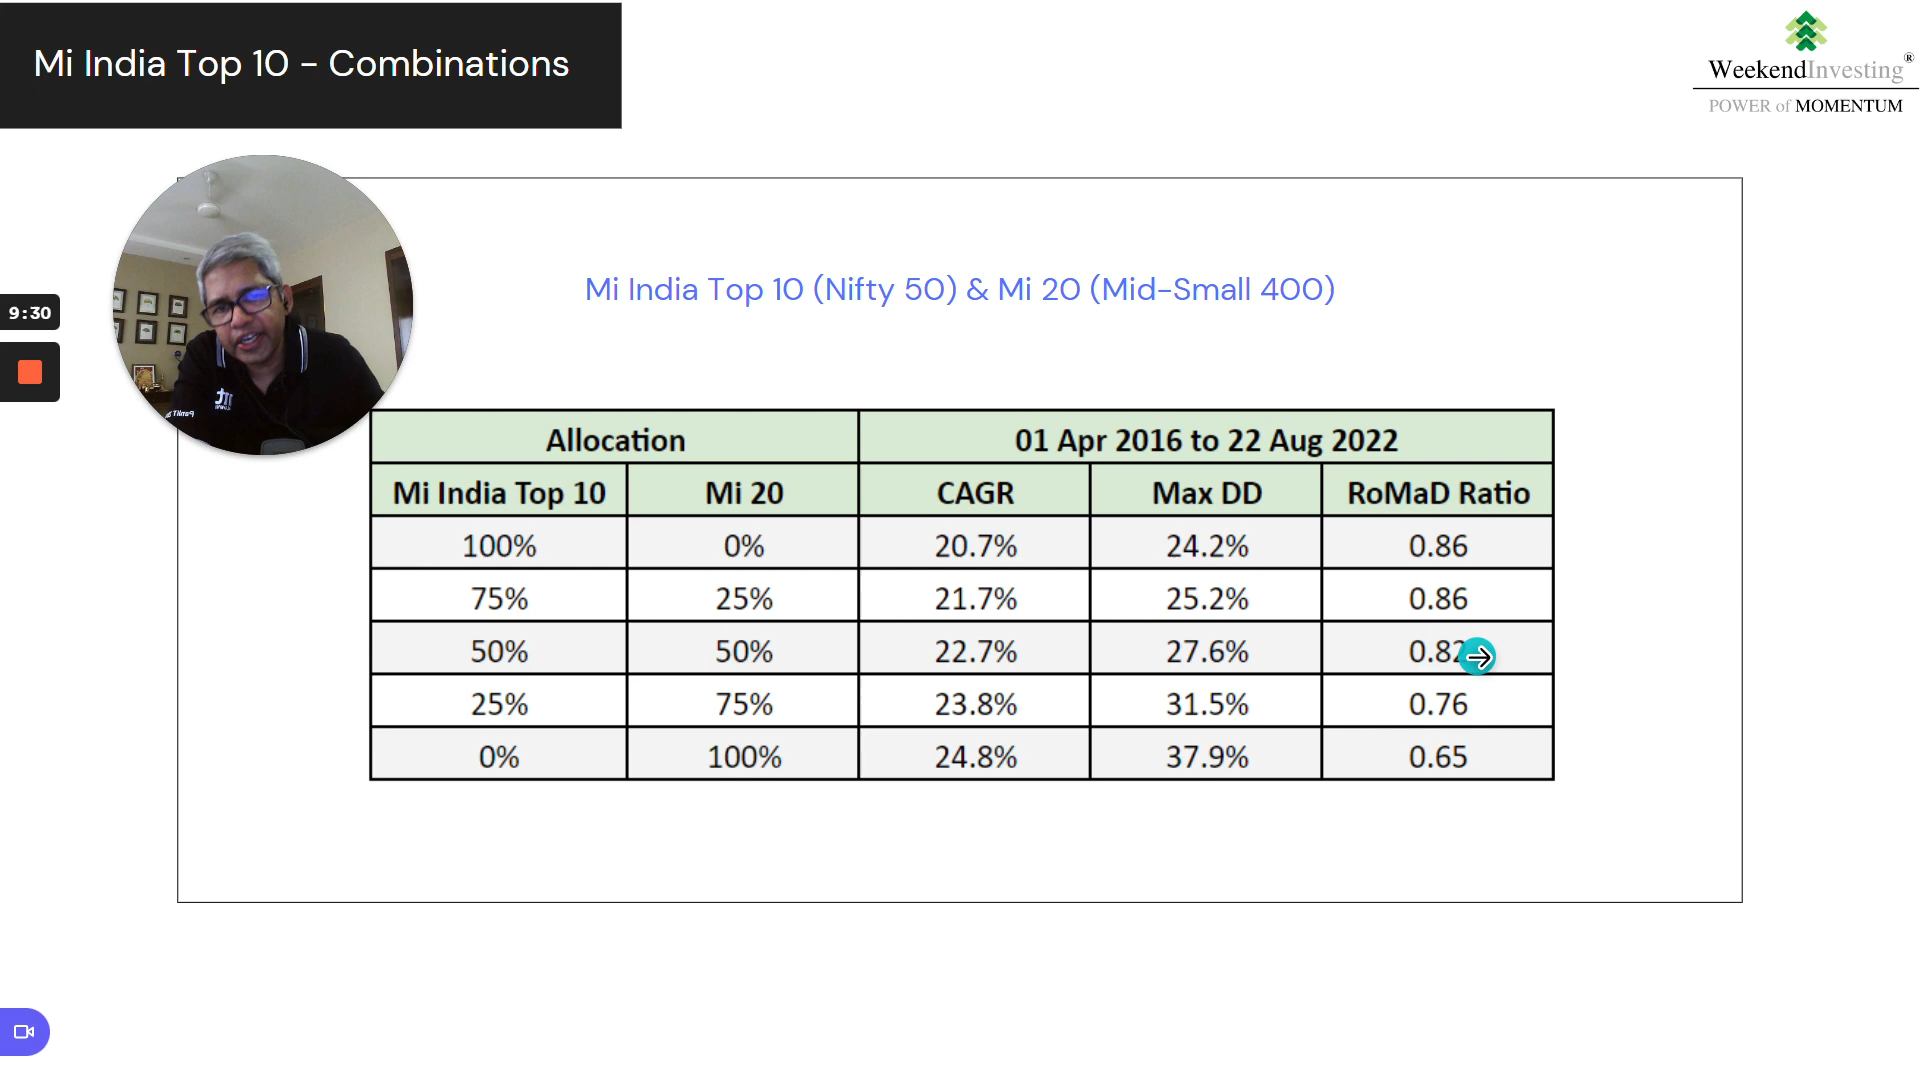 Mi India Top 10 - Combinations
WeekendInvesting®
POWER of MOMENTUM
9:30
Mi India Top 10 (Nifty 50) & Mi 20 (Mid-Small 400)
Allocation 01 Apr 2016 to 22 Aug 2022
Mi India Top 10 Mi 20 CAGR Max DD RoMaD Ratio
100% 0% 20.7% 24.2% 0.86
75% 25% 21.7% 25.2% 0.86
50% 50% 22.7% 27.6% 0.82
25% 75% 23.8% 31.5% 0.76
0% 100% 24.8% 37.9% 0.65